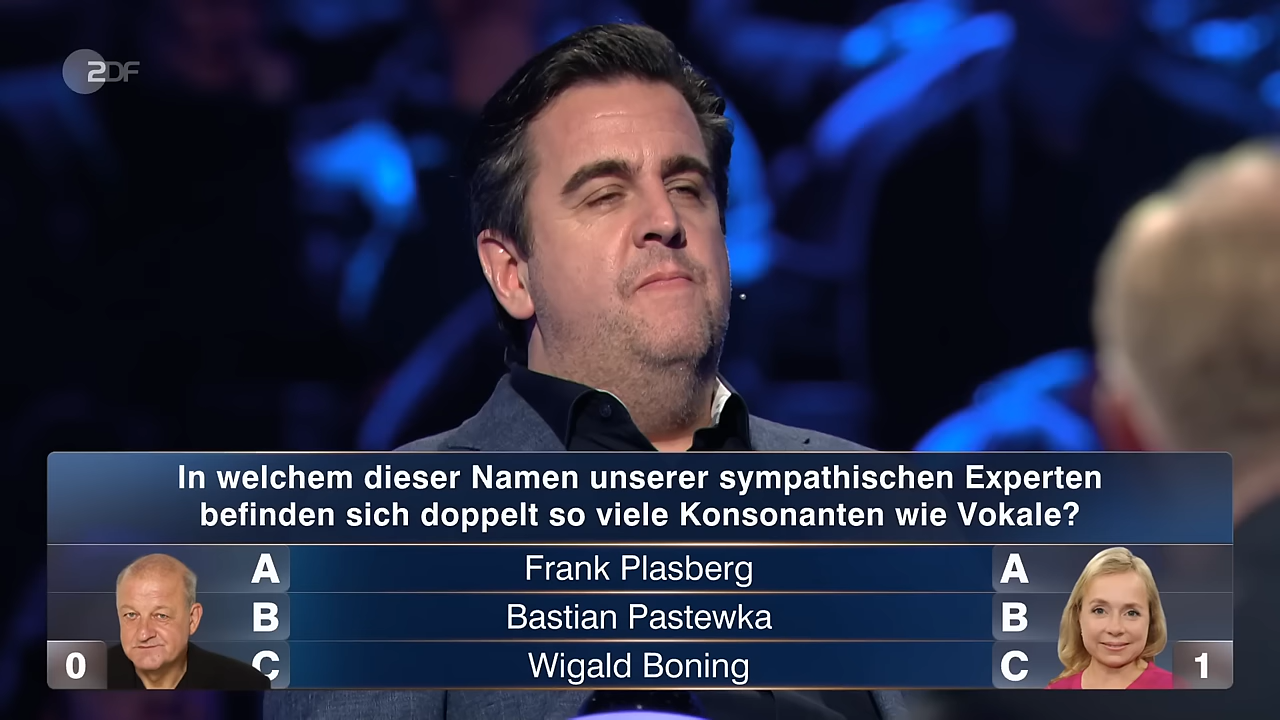 2DF
In welchem dieser Namen unserer sympathischen Experten
befinden sich doppelt so viele Konsonanten wie Vokale?
A Frank Plasberg A
B Bastian Pastewka B
0 C Wigald Boning C 1